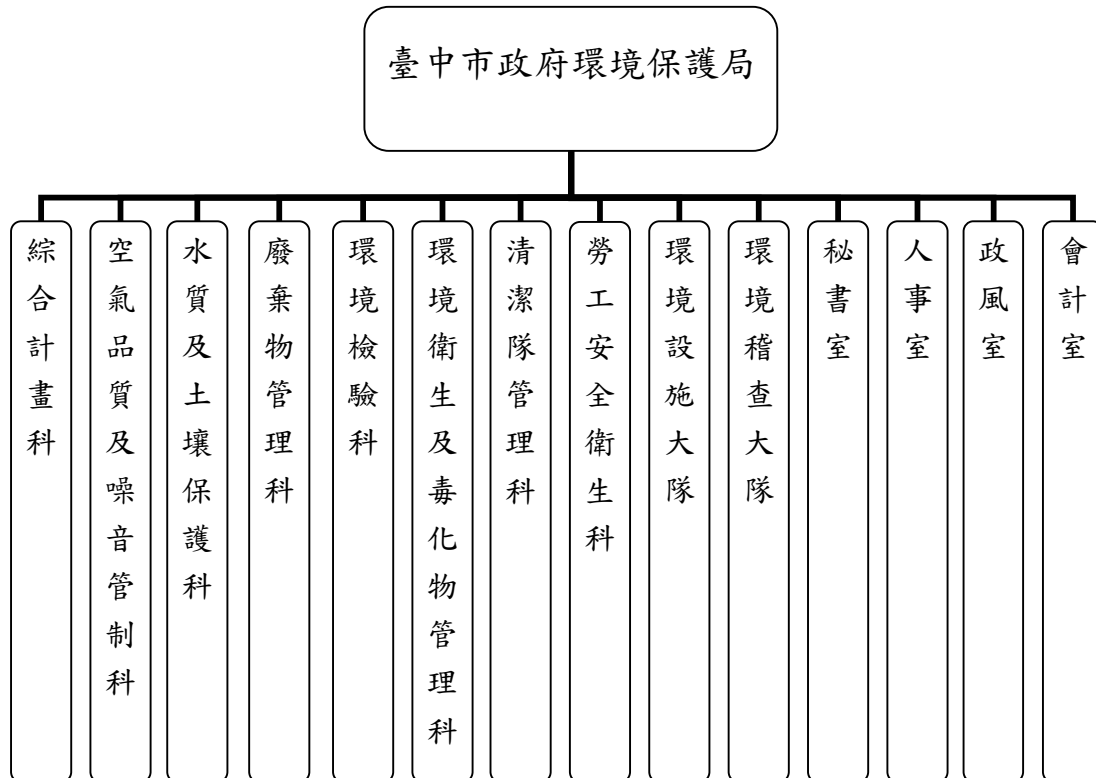 臺中市政府環境保護局
綜合計畫科
空氣品質及噪音管制科
水質及土壤保護科
廢棄物管理科
環境檢驗科
環境衛生及毒化物管理科
清潔隊管理科
勞工安全衛生科
環境設施大隊
環境稽查大隊
秘書室
人事室
政風室
會計室